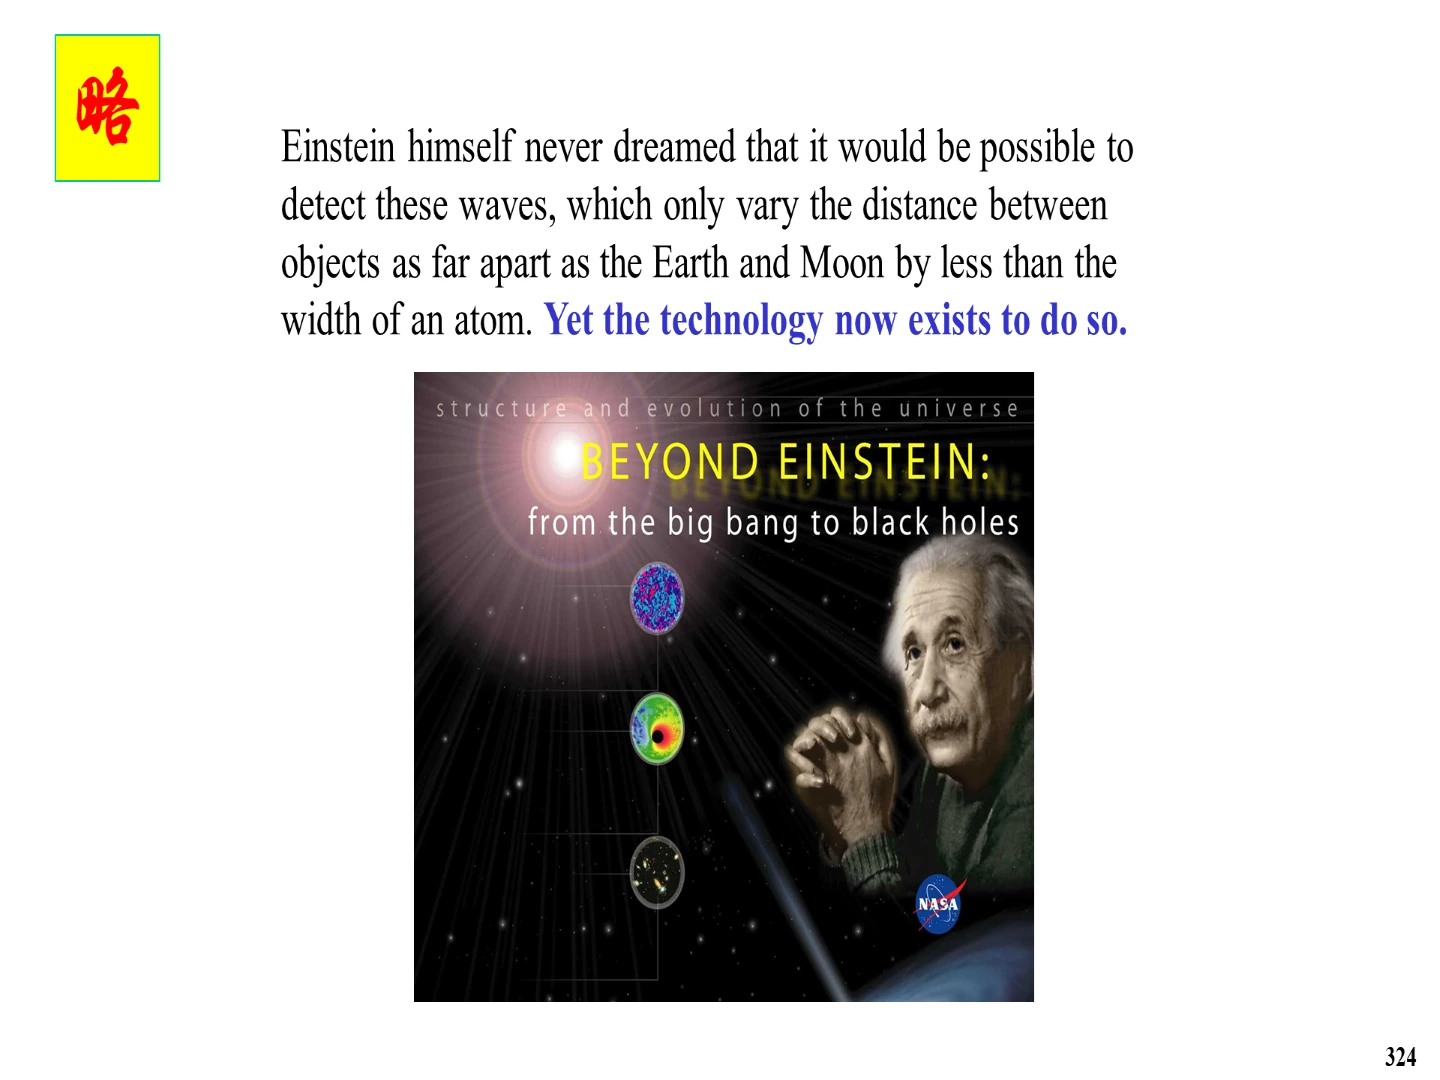 略
Einstein himself never dreamed that it would be possible to
detect these waves, which only vary the distance between
objects as far apart as the Earth and Moon by less than the
width of an atom. Yet the technology now exists to do so.
structure and evolution of the universe
BEYOND EINSTEIN:
from the big bang to black holes
NASA
324